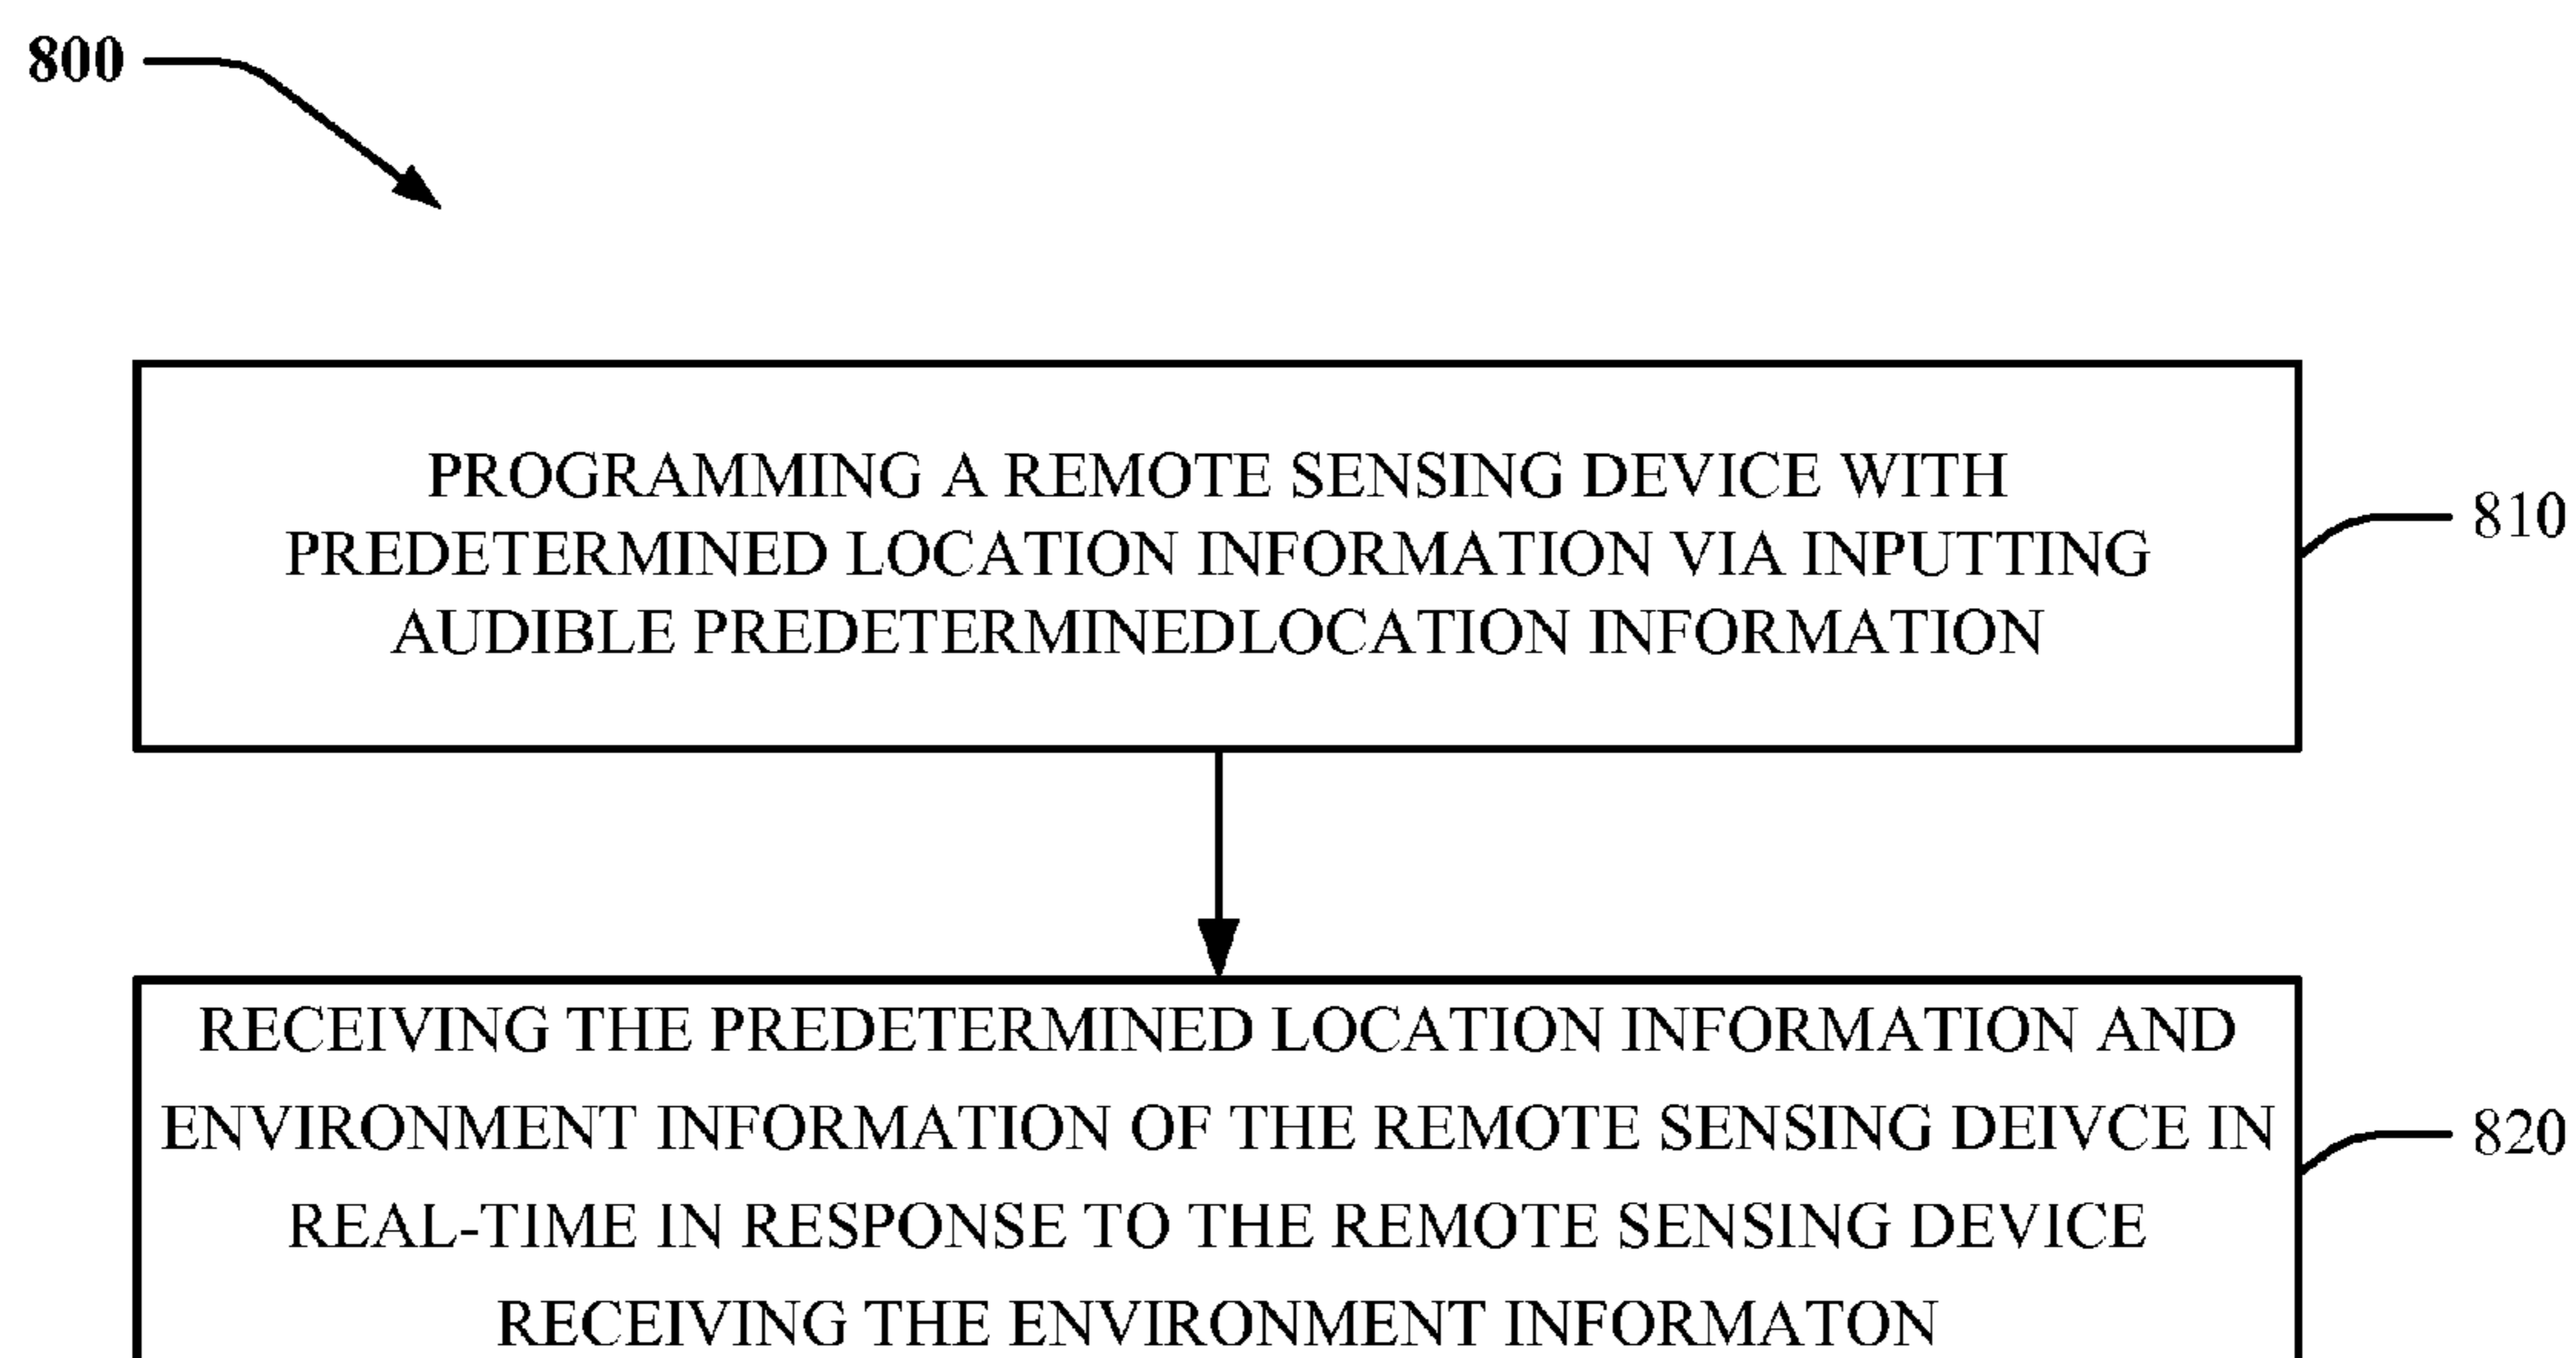 800
PROGRAMMING A REMOTE SENSING DEVICE WITH
PREDETERMINED LOCATION INFORMATION VIA INPUTTING
AUDIBLE PREDETERMINEDLOCATION INFORMATION
810
RECEIVING THE PREDETERMINED LOCATION INFORMATION AND
ENVIRONMENT INFORMATION OF THE REMOTE SENSING DEIVCE IN
REAL-TIME IN RESPONSE TO THE REMOTE SENSING DEVICE
RECEIVING THE ENVIRONMENT INFORMATON
820